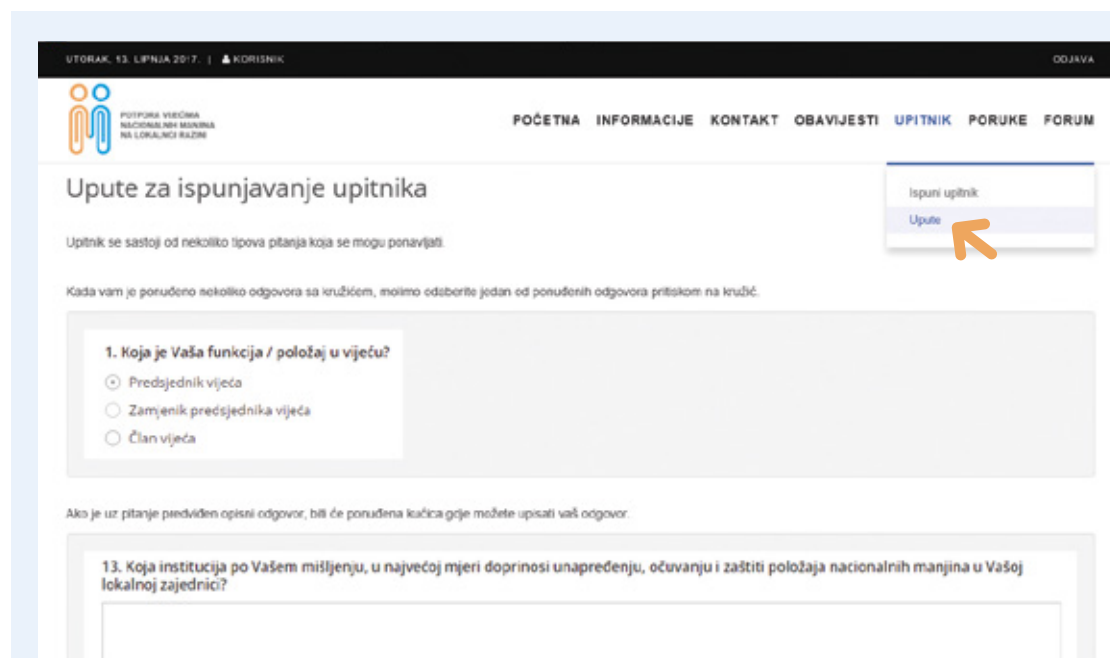 UTORAK, 13. LIPNJA 2017. | KORISNIK
ODJAVA
POTPORA VIJEĆIMA
NACIONALNIH MANJINA
NA LOKALNOJ RAZINI
POČETNA INFORMACIJE KONTAKT OBAVIJESTI UPITNIK PORUKE FORUM
Ispuni upitnik
Upute
Upute za ispunjavanje upitnika
Upitnik se sastoji od nekoliko tipova pitanja koja se mogu ponavljati.
Kada vam je ponuđeno nekoliko odgovora sa kružićem, molimo odaberite jedan od ponuđenih odgovora pritiskom na kružić.
1. Koja je Vaša funkcija / položaj u vijeću?
Predsjednik vijeća
Zamjenik predsjednika vijeća
Član vijeća
Ako je uz pitanje predviđen opisni odgovor, biti će ponuđena kućica gdje možete upisati vaš odgovor.
13. Koja institucija po Vašem mišljenju, u najvećoj mjeri doprinosi unapređenju, očuvanju i zaštiti položaja nacionalnih manjina u Vašoj
lokalnoj zajednici?